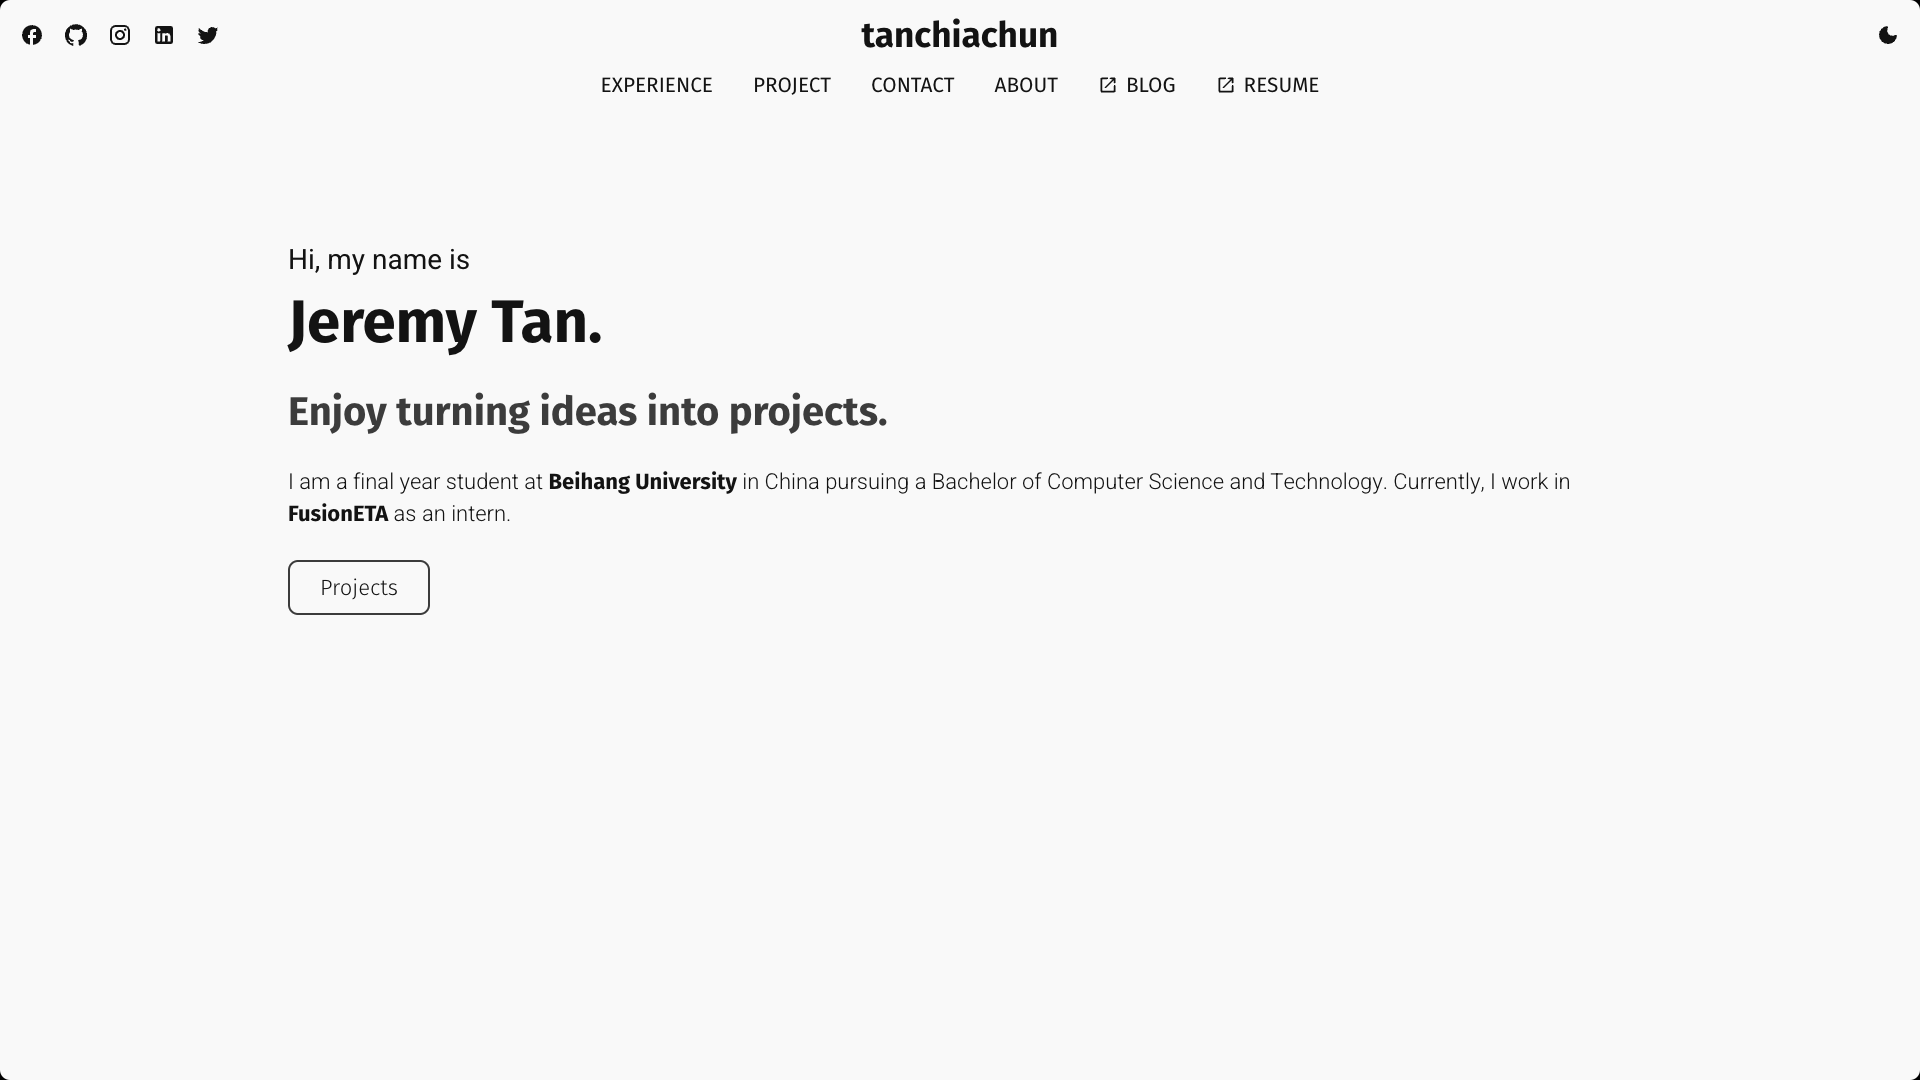 tanchiachun
EXPERIENCE PROJECT CONTACT ABOUT BLOG RESUME
Hi, my name is
Jeremy Tan.
Enjoy turning ideas into projects.
I am a final year student at Beihang University in China pursuing a Bachelor of Computer Science and Technology. Currently, I work in
FusionETA as an intern.
Projects